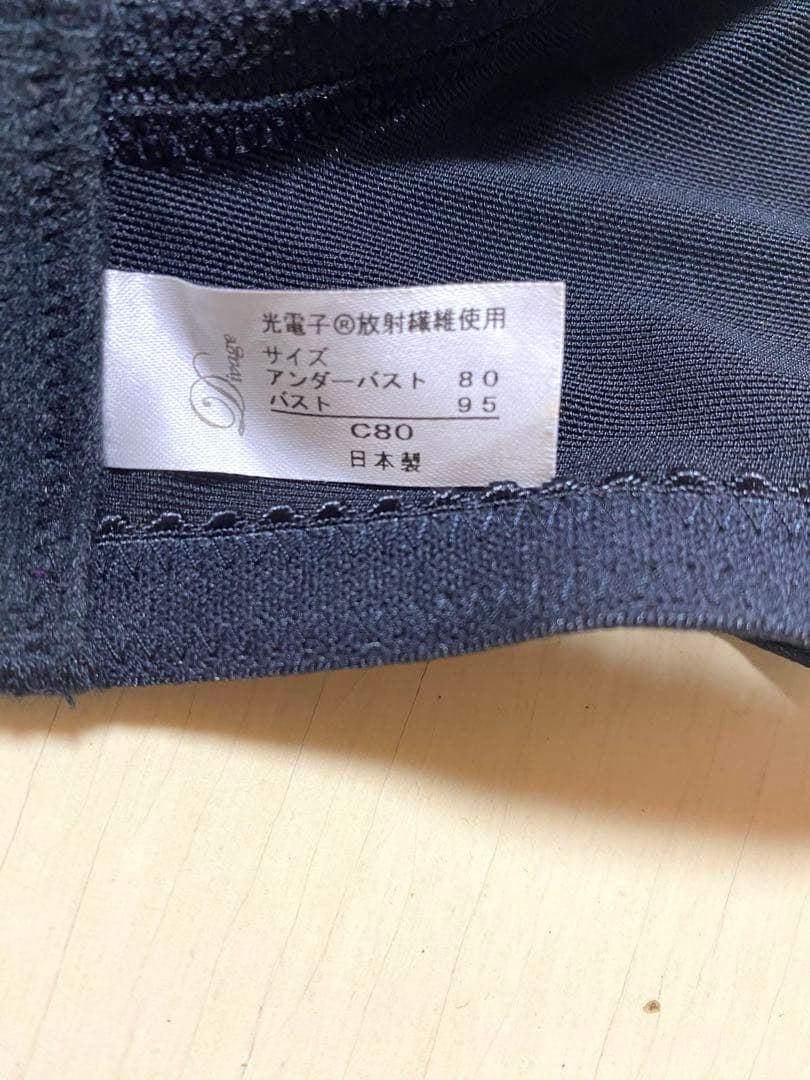 光電子®放射繊維使用
サイズ
アンダーバスト 80
バスト 95
C80
日本製